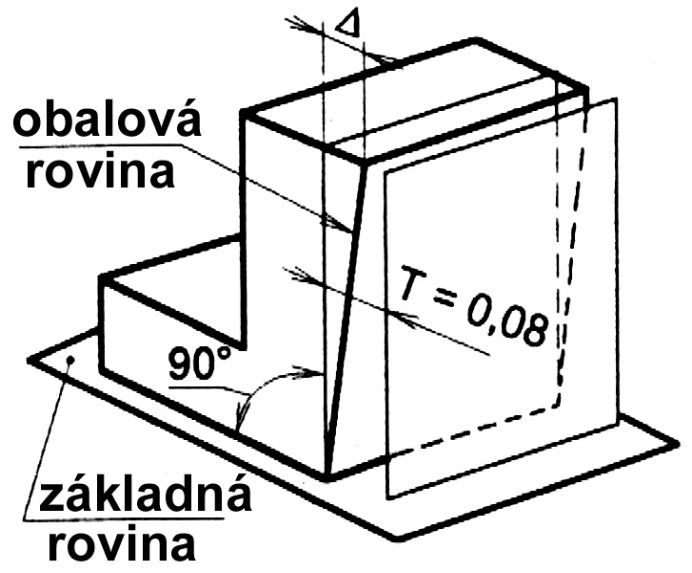 Δ
obalová
rovina
T = 0,08
90°
základná
rovina